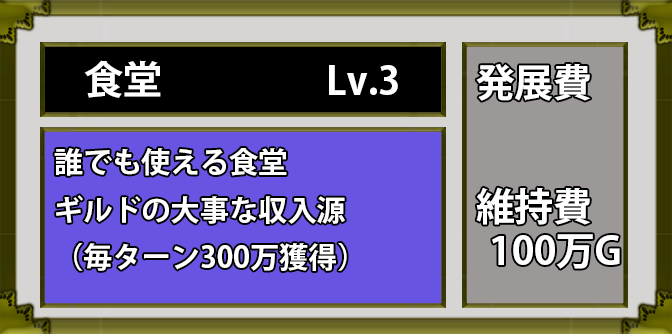 食堂 Lv.3
誰でも使える食堂
ギルドの大事な収入源
（毎ターン300万獲得）
発展費
維持費
100万G